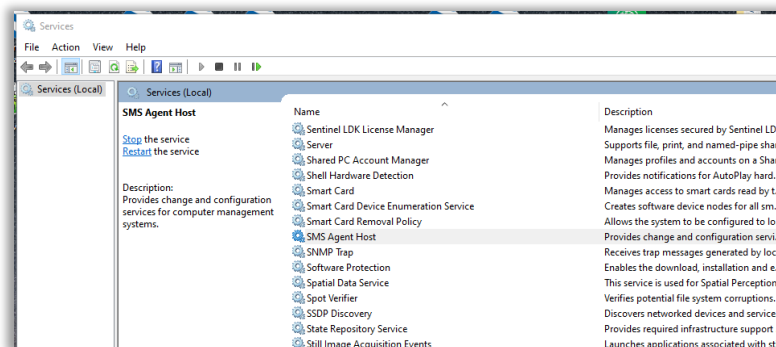 Services
File Action View Help
Services (Local)
Services (Local)
SMS Agent Host
Stop the service
Restart the service
Description:
Provides change and configuration
services for computer management
systems.
Name Description
Sentinel LDK License Manager Manages licenses secured by Sentinel LD
Server Supports file, print, and named-pipe shar
Shared PC Account Manager Manages profiles and accounts on a Shar
Shell Hardware Detection Provides notifications for AutoPlay hard.
Smart Card Manages access to smart cards read by t.
Smart Card Device Enumeration Service Creates software device nodes for all sm.
Smart Card Removal Policy Allows the system to be configured to lo
SMS Agent Host Provides change and configuration servi.
SNMP Trap Receives trap messages generated by loc
Software Protection Enables the download, installation and e.
Spatial Data Service This service is used for Spatial Perception
Spot Verifier Verifies potential file system corruptions.
SSDP Discovery Discovers networked devices and service
State Repository Service Provides required infrastructure support
Still Image Acquisition Events Launches applications associated with st